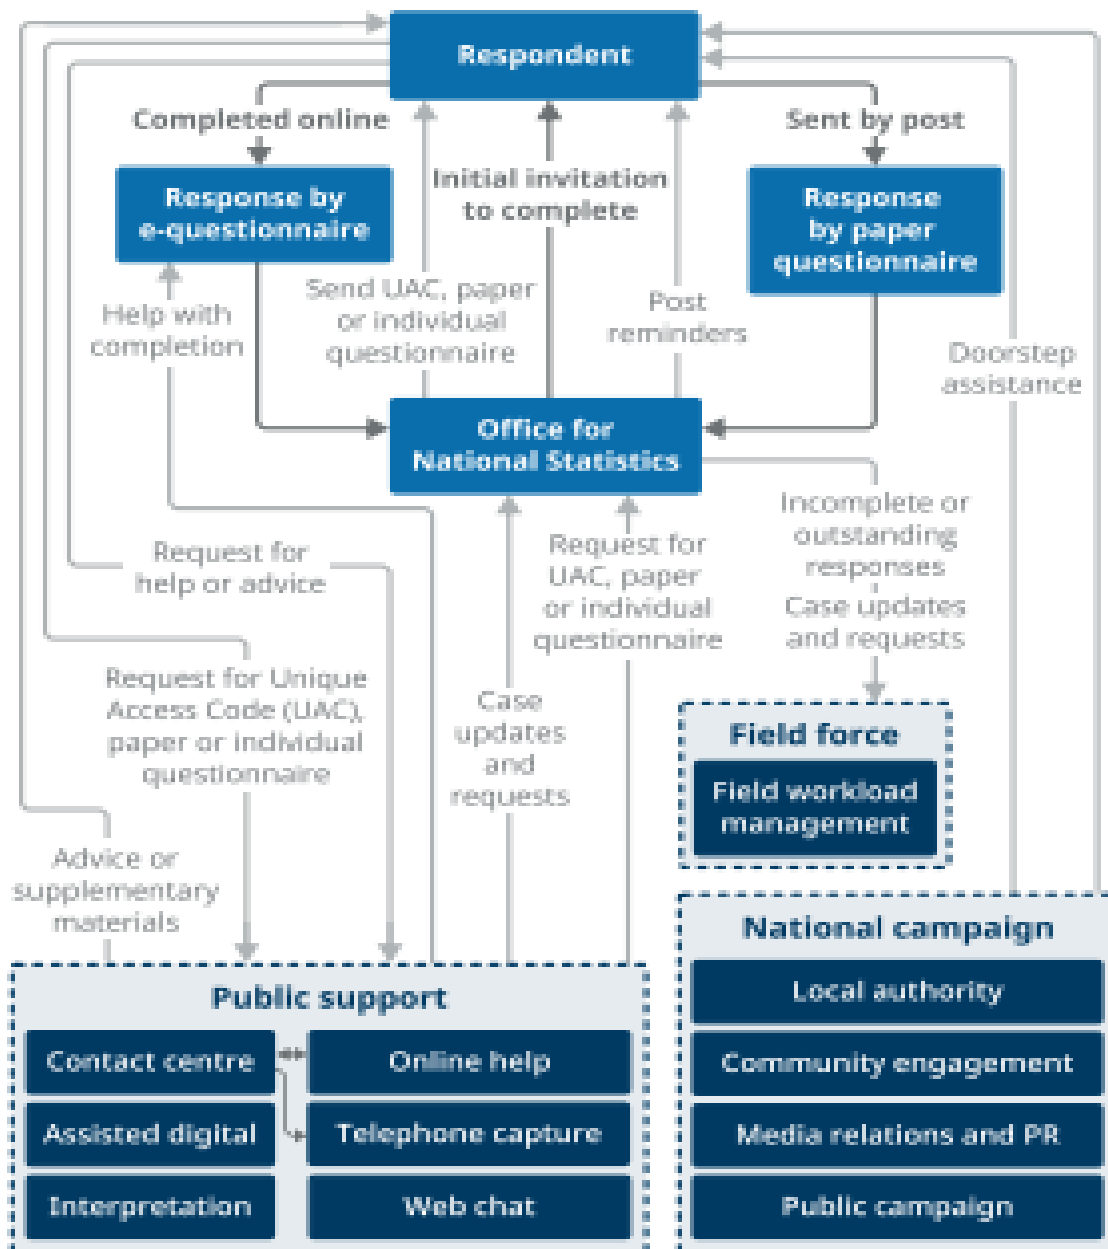 Respondent
Completed online
Sent by post
Initial invitation
to complete
Response by
e-questionnaire
Response
by paper
questionnaire
Send UAC, paper
or individual
questionnaire
Help with
completion
Post
reminders
Doorstep
assistance
Office for
National Statistics
Incomplete or
outstanding
responses
Case updates
and requests
Request for
UAC, paper
or individual
questionnaire
Request for
help or advice
Request for Unique
Access Code (UAC),
paper or individual
questionnaire
Case
updates
and
requests
Field force
Field workload
management
Advice or
supplementary
materials
Public support
Contact centre
Online help
Assisted digital
Telephone capture
Interpretation
Web chat
National campaign
Local authority
Community engagement
Media relations and PR
Public campaign